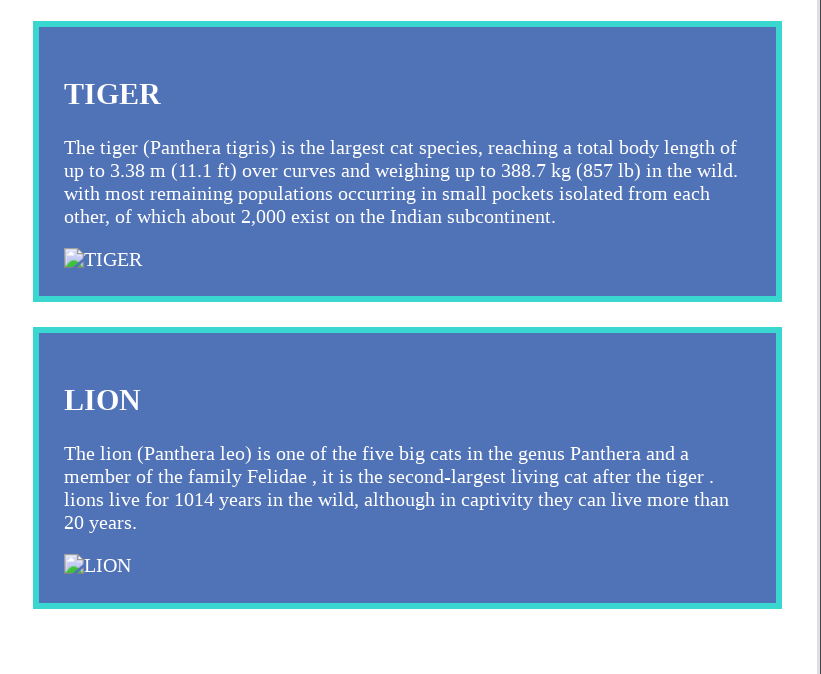 TIGER
The tiger (Panthera tigris) is the largest cat species, reaching a total body length of
up to 3.38 m (11.1 ft) over curves and weighing up to 388.7 kg (857 lb) in the wild.
with most remaining populations occurring in small pockets isolated from each
other, of which about 2,000 exist on the Indian subcontinent.
TIGER
LION
The lion (Panthera leo) is one of the five big cats in the genus Panthera and a
member of the family Felidae , it is the second-largest living cat after the tiger .
lions live for 1014 years in the wild, although in captivity they can live more than
20 years.
LION